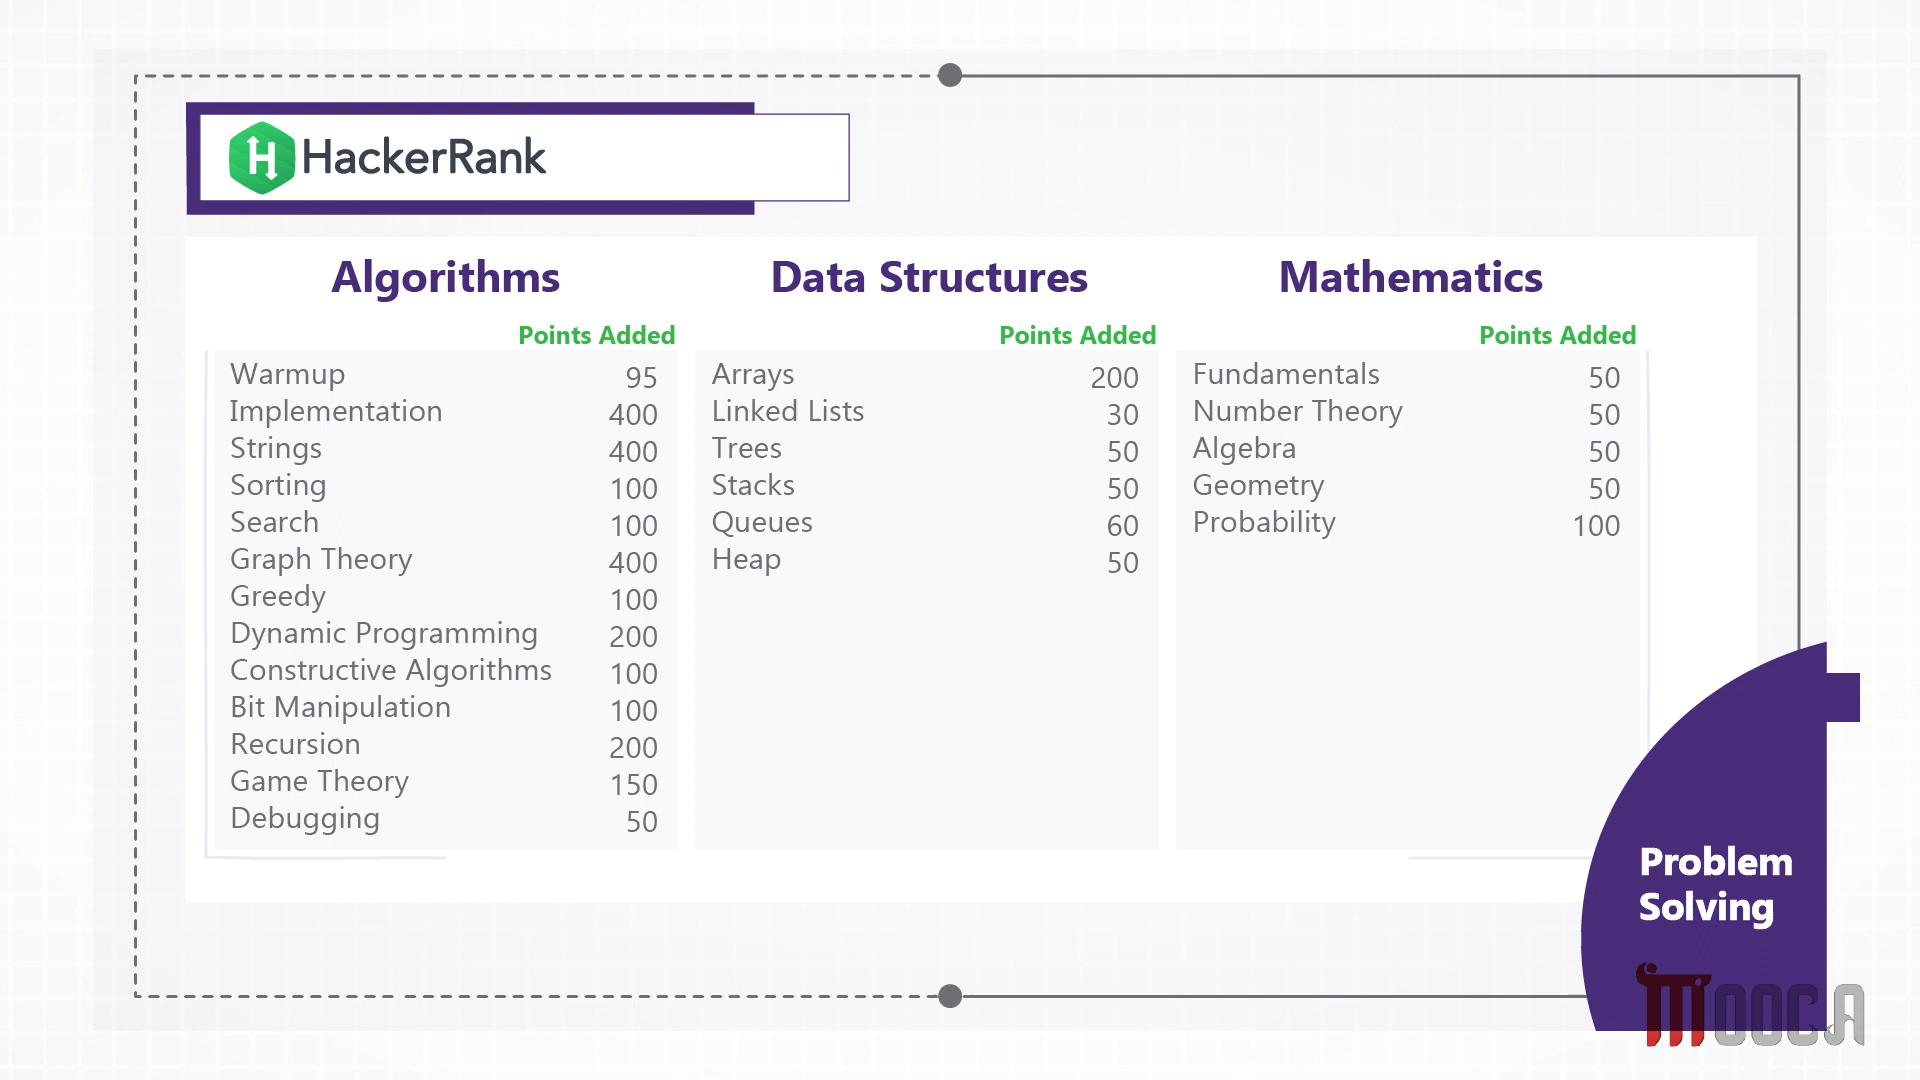 HackerRank
Algorithms
Points Added
Warmup 95
Implementation 400
Strings 400
Sorting 100
Search 100
Graph Theory 400
Greedy 100
Dynamic Programming 200
Constructive Algorithms 100
Bit Manipulation 100
Recursion 200
Game Theory 150
Debugging 50
Data Structures
Points Added
Arrays 200
Linked Lists 30
Trees 50
Stacks 50
Queues 60
Heap 50
Mathematics
Points Added
Fundamentals 50
Number Theory 50
Algebra 50
Geometry 50
Probability 100
Problem
Solving
MOOCA